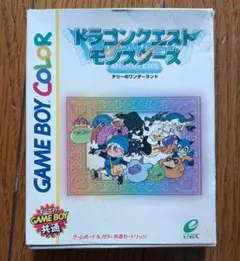 ドラゴンクエスト
モンスターズ
テリーのワンダーランド
GAME BOY COLOR
GAME BOY
共通
ゲームボーイ&カラー共通カートリッジ
ENIX